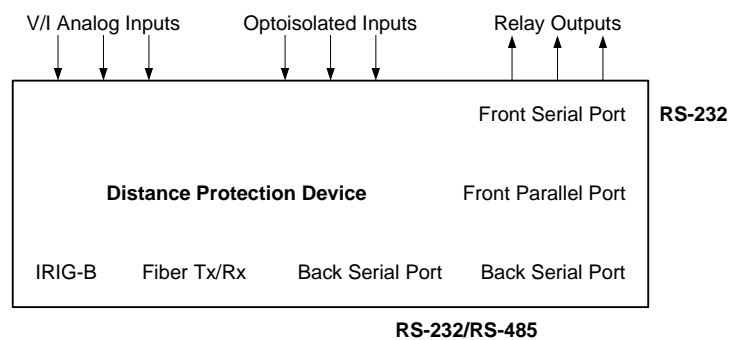 V/I Analog Inputs Optoisolated Inputs Relay Outputs
Front Serial Port RS-232
Distance Protection Device Front Parallel Port
IRIG-B Fiber Tx/Rx Back Serial Port Back Serial Port
RS-232/RS-485